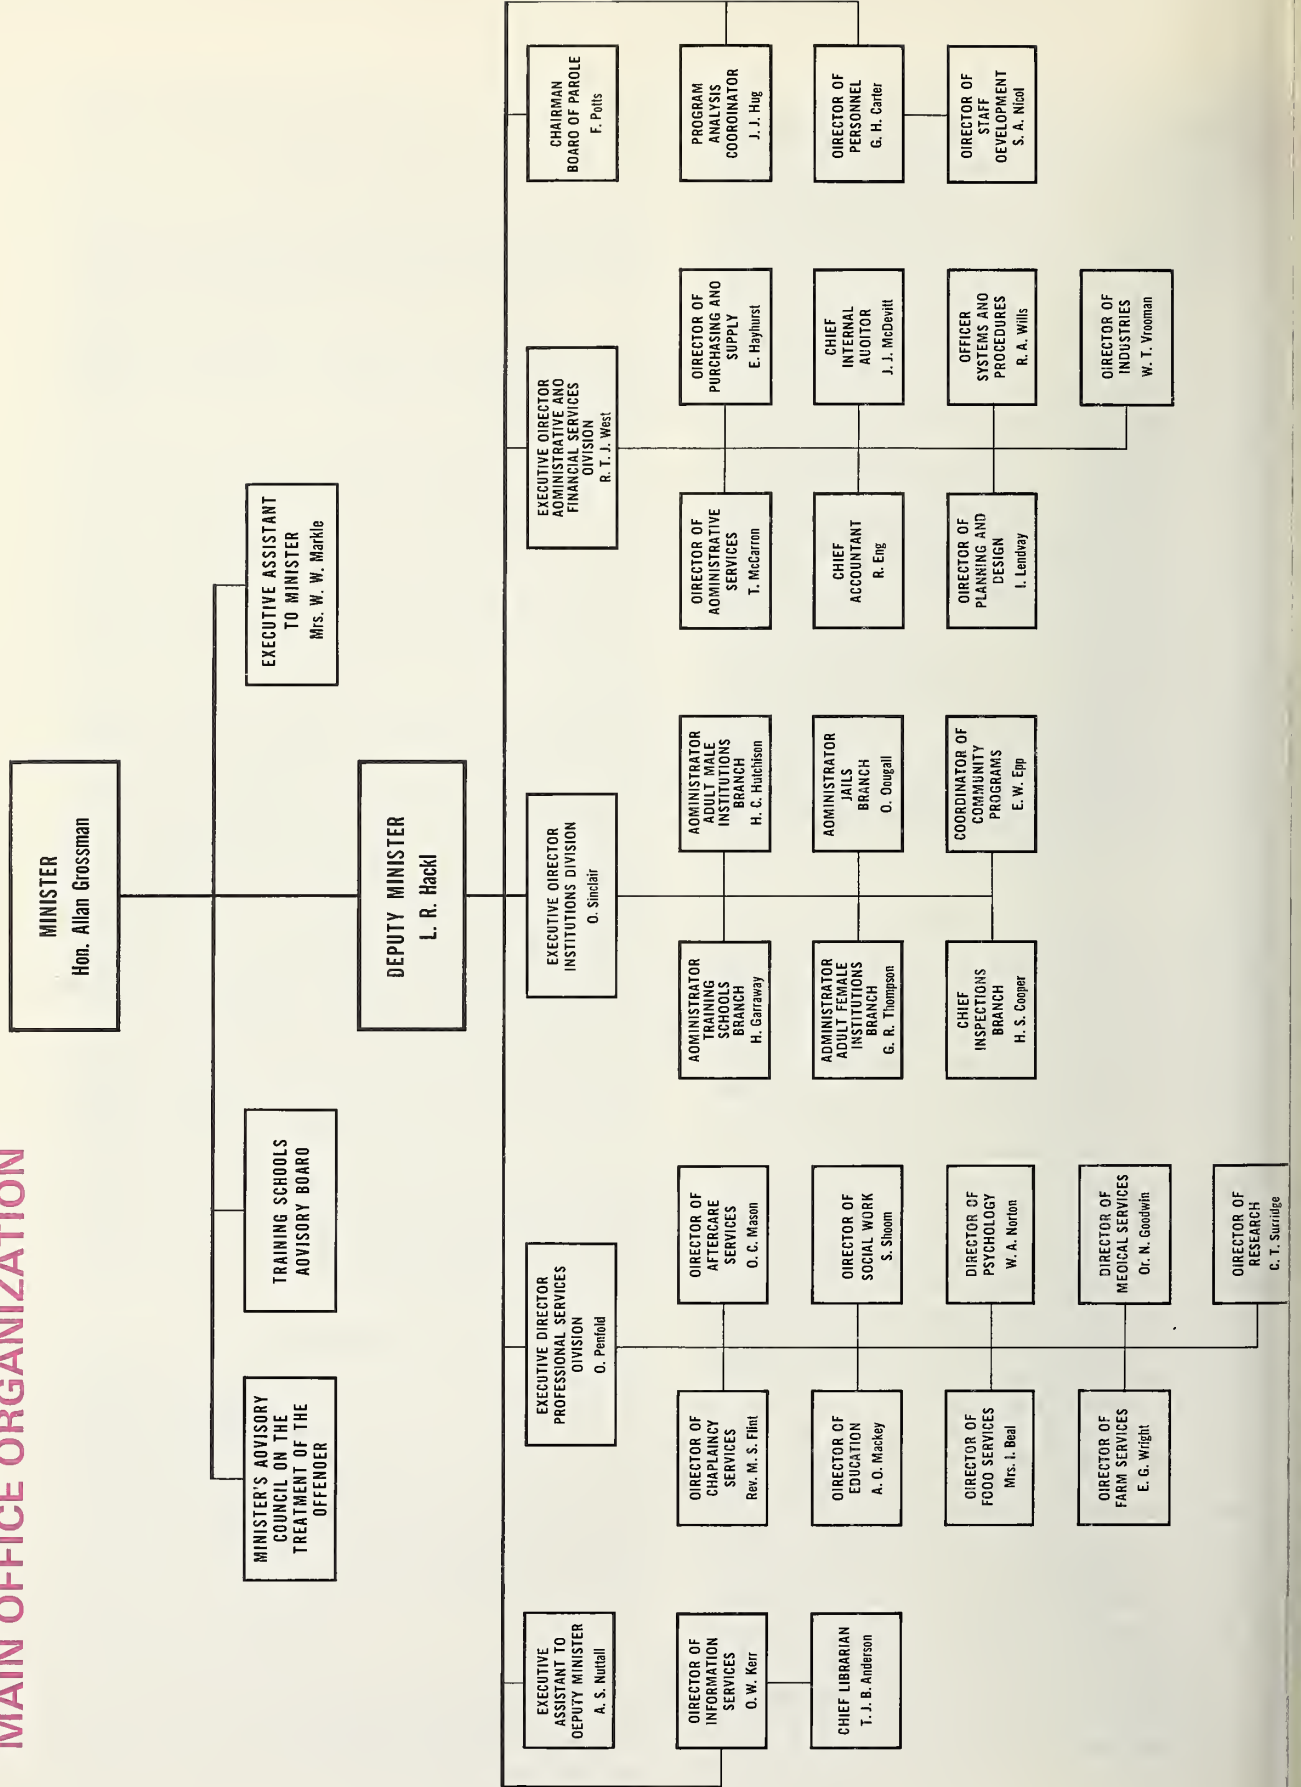 MAIN OFFICE ORGANIZATION
MINISTER
Hon. Allan Grossman
MINISTER'S ADVISORY
COUNCIL ON THE
TREATMENT OF THE
OFFENDER
TRAINING SCHOOLS
ADVISORY BOARD
EXECUTIVE ASSISTANT
TO MINISTER
Mrs. W. W. Markle
DEPUTY MINISTER
L. R. Hackl
EXECUTIVE
ASSISTANT TO
DEPUTY MINISTER
A. S. Nuttall
DIRECTOR OF
INFORMATION
SERVICES
D. W. Kerr
CHIEF LIBRARIAN
T. J. B. Anderson
EXECUTIVE DIRECTOR
PROFESSIONAL SERVICES
DIVISION
D. Penfold
DIRECTOR OF
CHAPLAINCY
SERVICES
Rev. M. S. Flint
DIRECTOR OF
AFTERCARE
SERVICES
D. C. Mason
DIRECTOR OF
EDUCATION
A. D. Mackey
DIRECTOR OF
SOCIAL WORK
S. Shoom
DIRECTOR OF
FOOD SERVICES
Mrs. I. Beal
DIRECTOR OF
PSYCHOLOGY
W. A. Norton
DIRECTOR OF
FARM SERVICES
E. G. Wright
DIRECTOR OF
MEDICAL SERVICES
Dr. N. Goodwin
DIRECTOR OF
RESEARCH
C. T. Surridge
EXECUTIVE DIRECTOR
INSTITUTIONS DIVISION
D. Sinclair
ADMINISTRATOR
TRAINING
SCHOOLS
BRANCH
H. Garraway
ADMINISTRATOR
ADULT MALE
INSTITUTIONS
BRANCH
H. C. Hutchison
ADMINISTRATOR
ADULT FEMALE
INSTITUTIONS
BRANCH
G. R. Thompson
ADMINISTRATOR
JAILS
BRANCH
D. Dougall
CHIEF
INSPECTIONS
BRANCH
H. S. Cooper
COORDINATOR OF
COMMUNITY
PROGRAMS
E. W. Epp
EXECUTIVE DIRECTOR
ADMINISTRATIVE AND
FINANCIAL SERVICES
DIVISION
R. T. J. West
DIRECTOR OF
ADMINISTRATIVE
SERVICES
T. McCarron
DIRECTOR OF
PURCHASING AND
SUPPLY
E. Hayhurst
CHIEF
ACCOUNTANT
R. Eng
CHIEF
INTERNAL
AUDITOR
J. J. McDevitt
DIRECTOR OF
PLANNING AND
DESIGN
I. Lendvay
OFFICER
SYSTEMS AND
PROCEDURES
R. A. Wills
DIRECTOR OF
INDUSTRIES
W. T. Vrooman
CHAIRMAN
BOARD OF PAROLE
F. Potts
PROGRAM
ANALYSIS
COORDINATOR
J. J. Hug
DIRECTOR OF
PERSONNEL
G. H. Carter
DIRECTOR OF
STAFF
DEVELOPMENT
S. A. Nicol